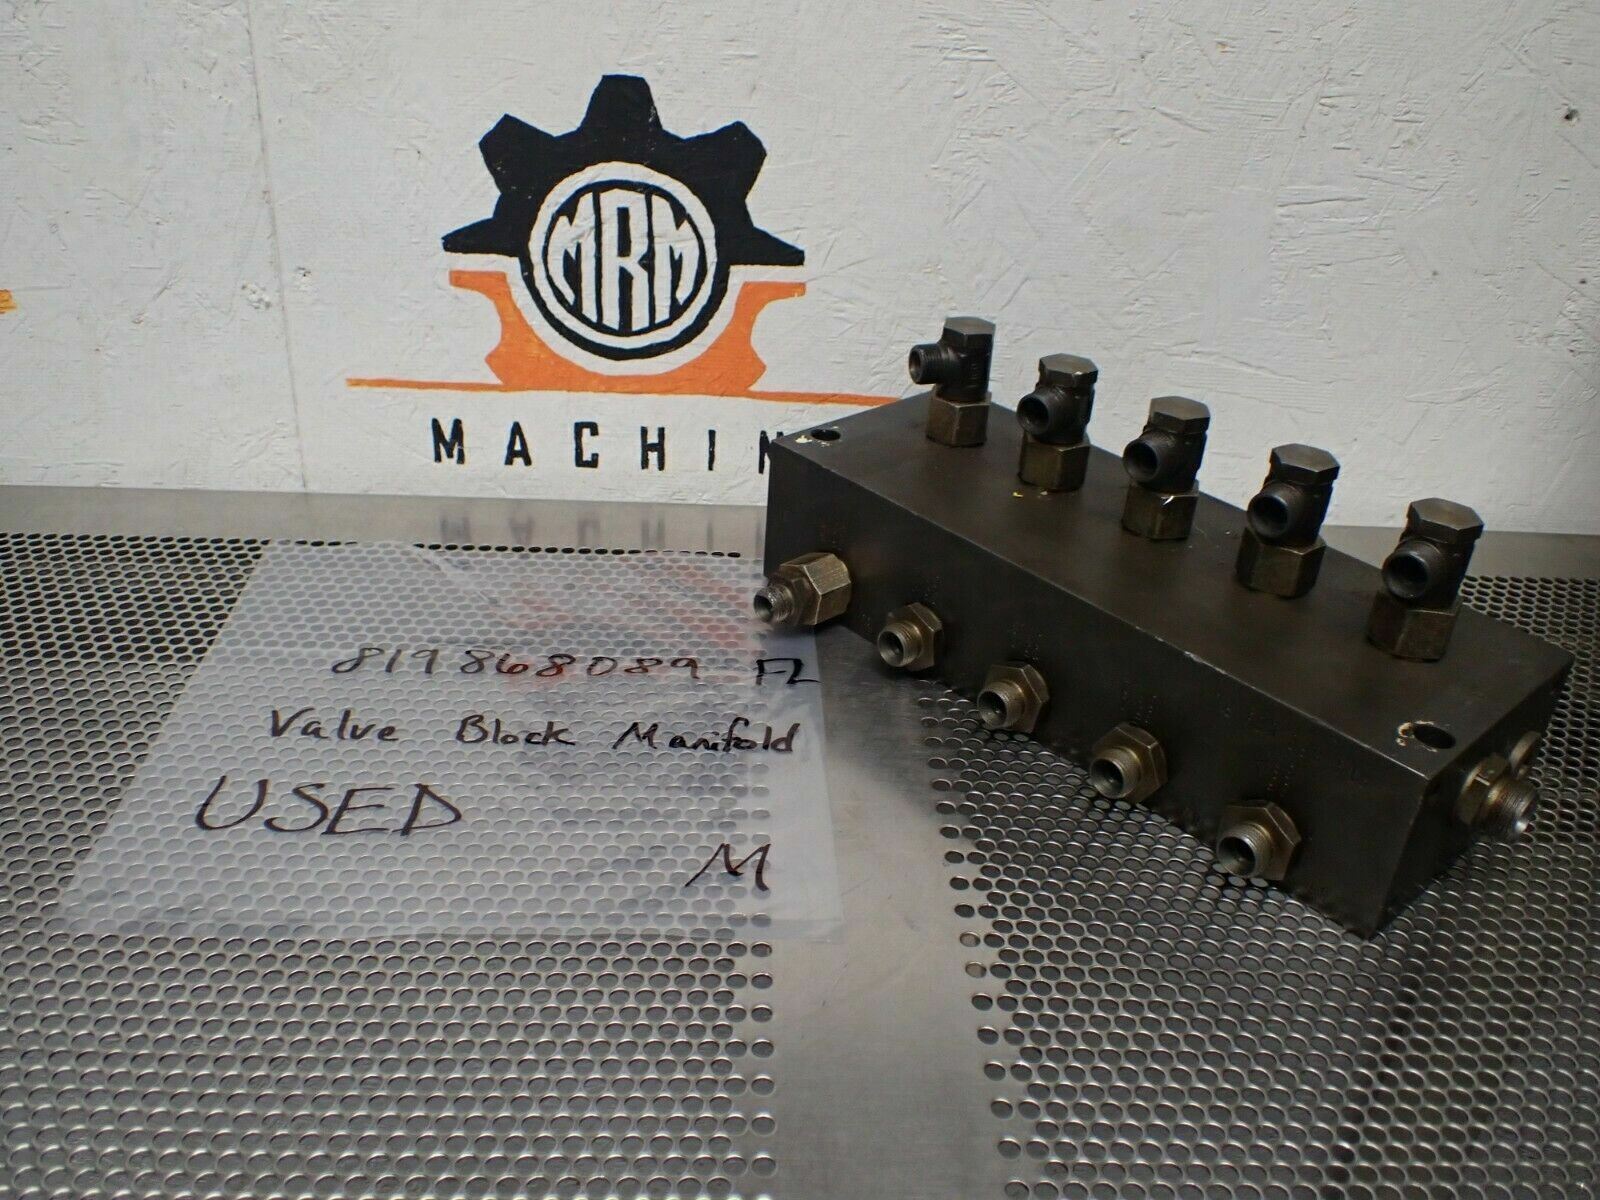 MRM
MACHIN
819868089 FL
Valve Block Manifold
USED
M